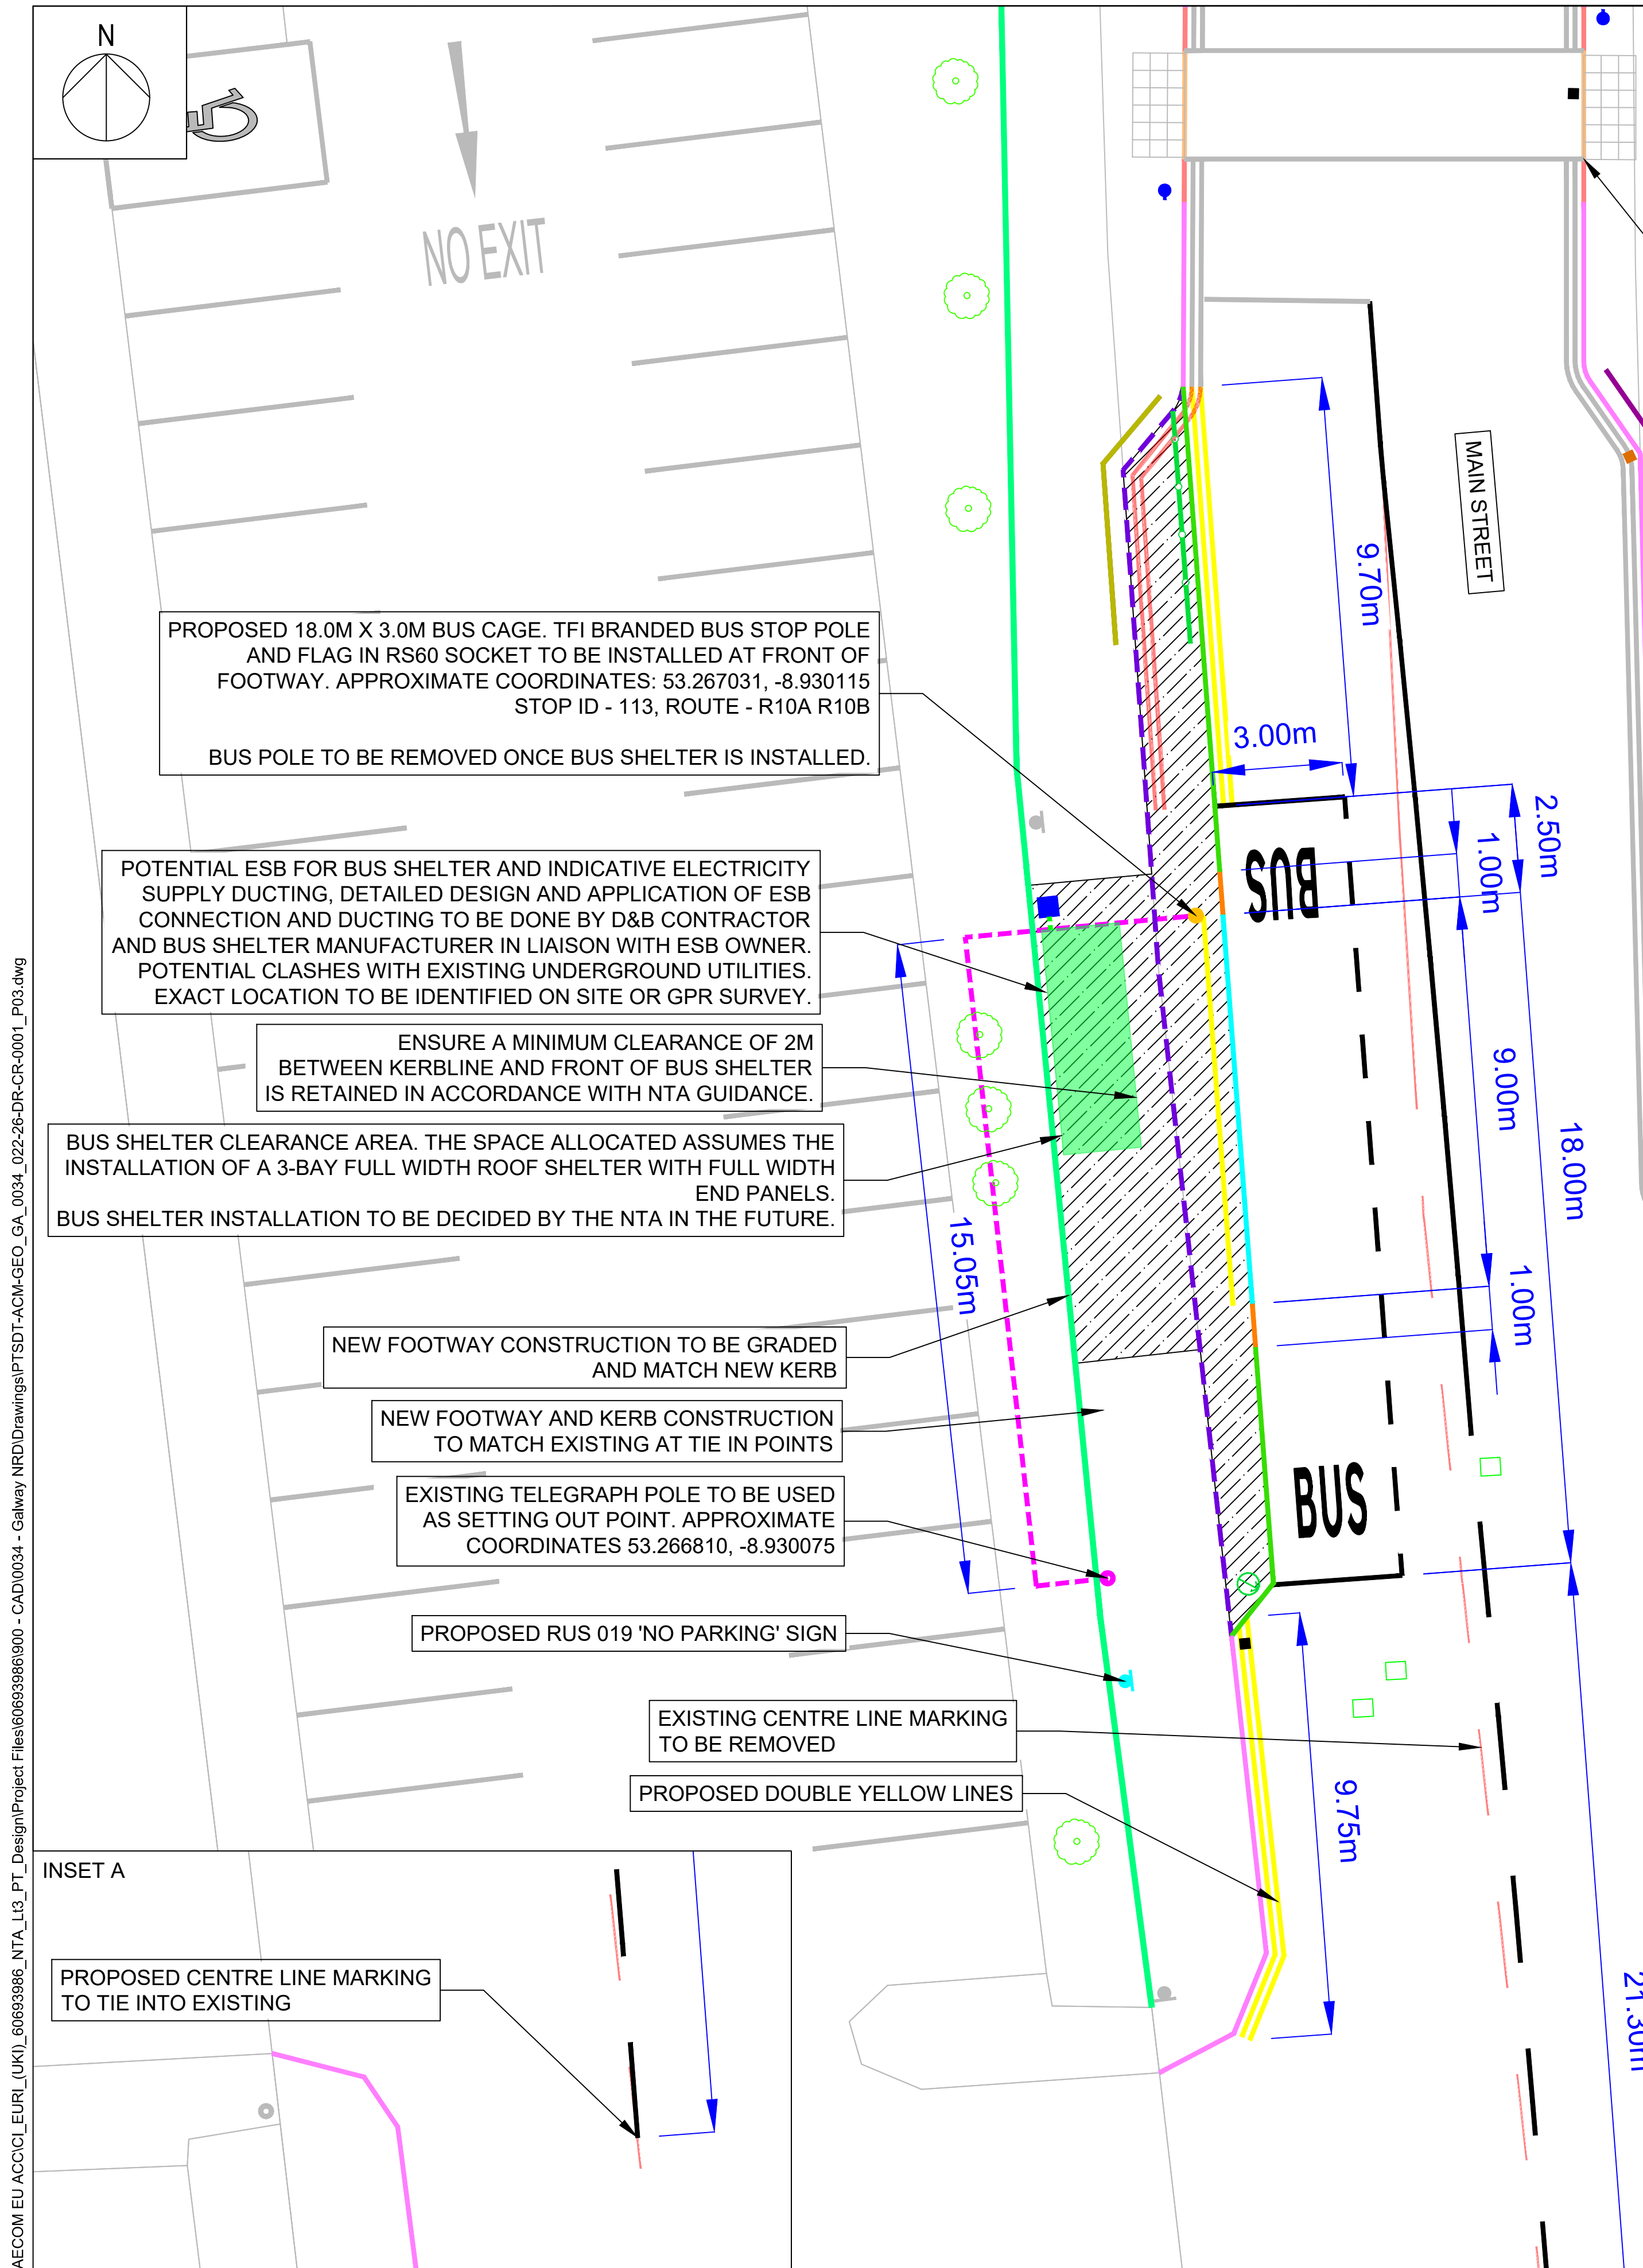 N
NO EXIT
MAIN STREET
9.70m
PROPOSED 18.0M X 3.0M BUS CAGE. TFI BRANDED BUS STOP POLE
AND FLAG IN RS60 SOCKET TO BE INSTALLED AT FRONT OF
FOOTWAY. APPROXIMATE COORDINATES: 53.267031, -8.930115
STOP ID - 113, ROUTE - R10A R10B
BUS POLE TO BE REMOVED ONCE BUS SHELTER IS INSTALLED.
3.00m
2.50m
1.00m
BUS
POTENTIAL ESB FOR BUS SHELTER AND INDICATIVE ELECTRICITY
SUPPLY DUCTING, DETAILED DESIGN AND APPLICATION OF ESB
CONNECTION AND DUCTING TO BE DONE BY D&B CONTRACTOR
AND BUS SHELTER MANUFACTURER IN LIAISON WITH ESB OWNER.
POTENTIAL CLASHES WITH EXISTING UNDERGROUND UTILITIES.
EXACT LOCATION TO BE IDENTIFIED ON SITE OR GPR SURVEY.
ENSURE A MINIMUM CLEARANCE OF 2M
BETWEEN KERBLINE AND FRONT OF BUS SHELTER
IS RETAINED IN ACCORDANCE WITH NTA GUIDANCE.
9.00m
18.00m
BUS SHELTER CLEARANCE AREA. THE SPACE ALLOCATED ASSUMES THE
INSTALLATION OF A 3-BAY FULL WIDTH ROOF SHELTER WITH FULL WIDTH
END PANELS.
BUS SHELTER INSTALLATION TO BE DECIDED BY THE NTA IN THE FUTURE.
15.05m
1.00m
NEW FOOTWAY CONSTRUCTION TO BE GRADED
AND MATCH NEW KERB
NEW FOOTWAY AND KERB CONSTRUCTION
TO MATCH EXISTING AT TIE IN POINTS
BUS
EXISTING TELEGRAPH POLE TO BE USED
AS SETTING OUT POINT. APPROXIMATE
COORDINATES 53.266810, -8.930075
PROPOSED RUS 019 'NO PARKING' SIGN
EXISTING CENTRE LINE MARKING
TO BE REMOVED
PROPOSED DOUBLE YELLOW LINES
9.75m
21.30m
INSET A
PROPOSED CENTRE LINE MARKING
TO TIE INTO EXISTING
AECOM EU ACC\CI_EURI_(UKI)_60693986_NTA_Lt3_PT_Design\Project Files\60693986\900 - CAD\0034 - Galway NRD\Drawings\PTSDT-ACM-GEO_GA_0034_022-26-DR-CR-0001_P03.dwg